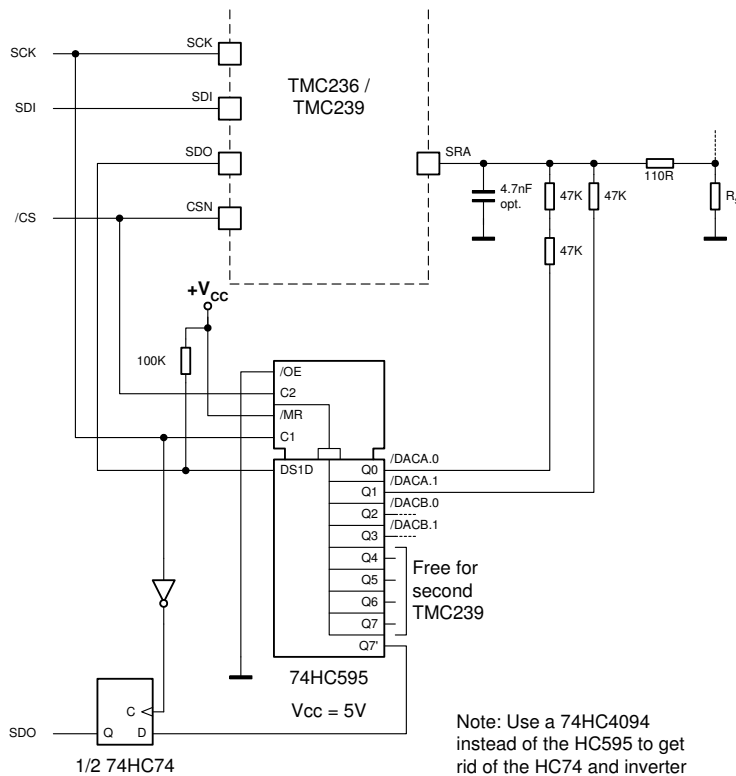 SCK
SCK
SDI
SDI
TMC236 /
TMC239
SDO
SRA
/CS
CSN
4.7nF
opt.
47K
47K
110R
47K
+VCC
100K
/OE
C2
/MR
C1
DS1D
/DACA.0
Q0
/DACA.1
Q1
/DACB.0
Q2
/DACB.1
Q3
Q4
Q5
Q6
Q7
Q7'
Free for
second
TMC239
74HC595
Vcc = 5V
C
SDO
Q
D
1/2 74HC74
Note: Use a 74HC4094
instead of the HC595 to get
rid of the HC74 and inverter